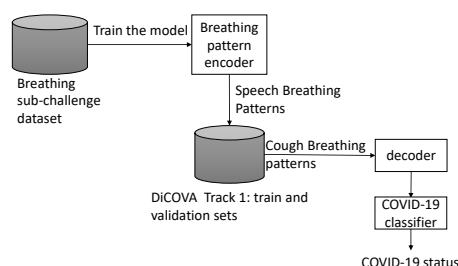 Train the model
Breathing
pattern
encoder
Breathing
sub-challenge
dataset
Speech Breathing
Patterns
Cough Breathing
patterns
decoder
DiCOVA Track 1: train and
validation sets
COVID-19
classifier
COVID-19 status